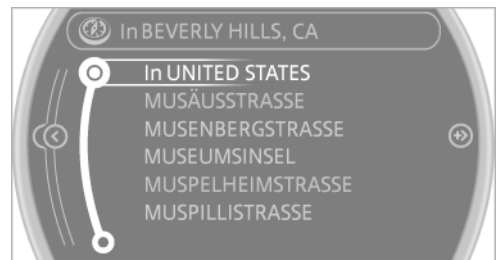 In BEVERLY HILLS, CA
In UNITED STATES
MUSÄUSSTRASSE
MUSENBERGSTRASSE
MUSEUMSINSEL
MUSPELHEIMSTRASSE
MUSPILLISTRASSE